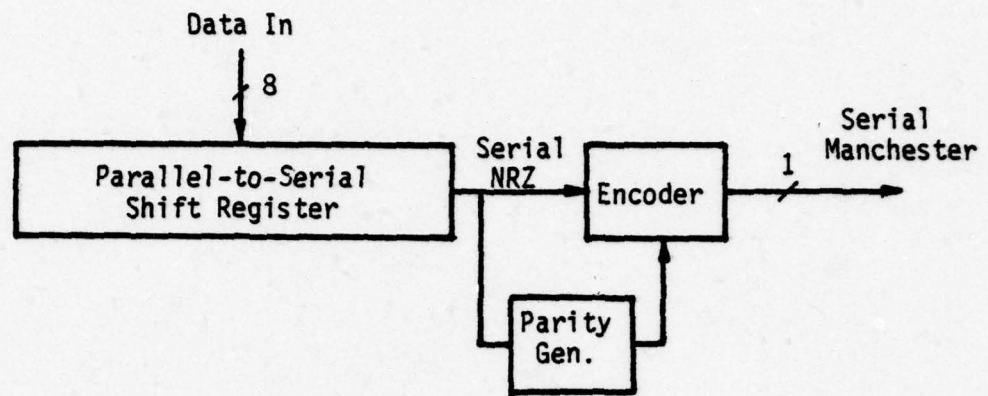 Data In
8
Parallel-to-Serial
Shift Register
Serial
NRZ
Encoder
1
Serial
Manchester
Parity
Gen.